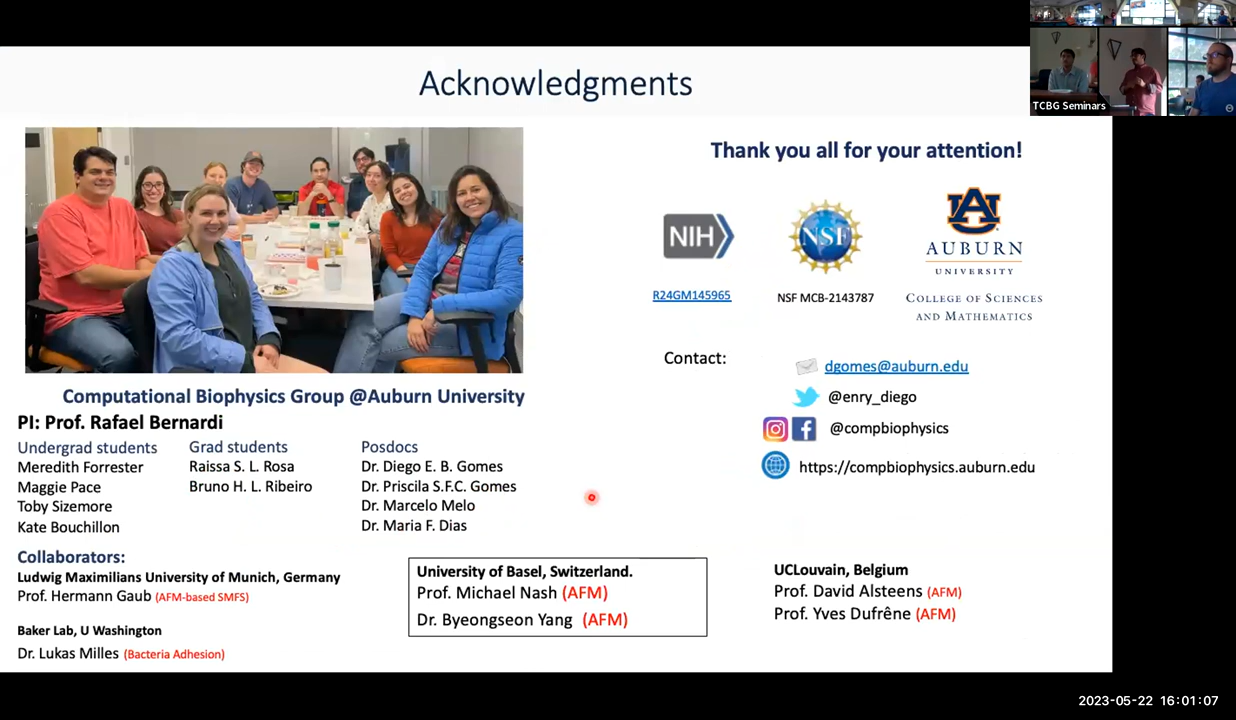 Acknowledgments
TCBG Seminars
Thank you all for your attention!
NIH
NSF
AUBURN
UNIVERSITY
R24GM145965
NSF MCB-2143787
COLLEGE OF SCIENCES
AND MATHEMATICS
Contact:
dgomes@auburn.edu
@enry_diego
@compbiophysics
https://compbiophysics.auburn.edu
Computational Biophysics Group @Auburn University
PI: Prof. Rafael Bernardi
Undergrad students
Meredith Forrester
Maggie Pace
Toby Sizemore
Kate Bouchillon
Grad students
Raissa S. L. Rosa
Bruno H. L. Ribeiro
Posdocs
Dr. Diego E. B. Gomes
Dr. Priscila S.F.C. Gomes
Dr. Marcelo Melo
Dr. Maria F. Dias
Collaborators:
Ludwig Maximilians University of Munich, Germany
Prof. Hermann Gaub (AFM-based SMFS)
Baker Lab, U Washington
Dr. Lukas Milles (Bacteria Adhesion)
University of Basel, Switzerland.
Prof. Michael Nash (AFM)
Dr. Byeongseon Yang (AFM)
UCLouvain, Belgium
Prof. David Alsteens (AFM)
Prof. Yves Dufrêne (AFM)
2023-05-22 16:01:07